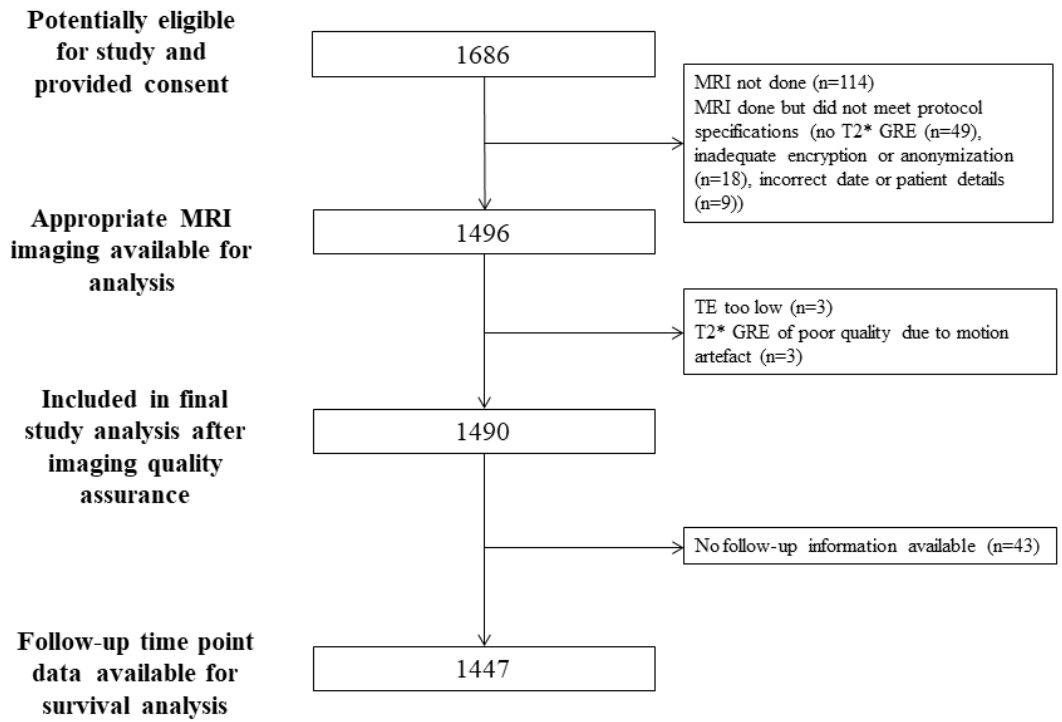 Potentially eligible
for study and
provided consent
1686
MRI not done (n=114)
MRI done but did not meet protocol
specifications (no T2* GRE (n=49),
inadequate encryption or anonymization
(n=18), incorrect date or patient details
(n=9))
Appropriate MRI
imaging available for
analysis
1496
TE too low (n=3)
T2* GRE of poor quality due to motion
artefact (n=3)
Included in final
study analysis after
imaging quality
assurance
1490
No follow-up information available (n=43)
Follow-up time point
data available for
survival analysis
1447